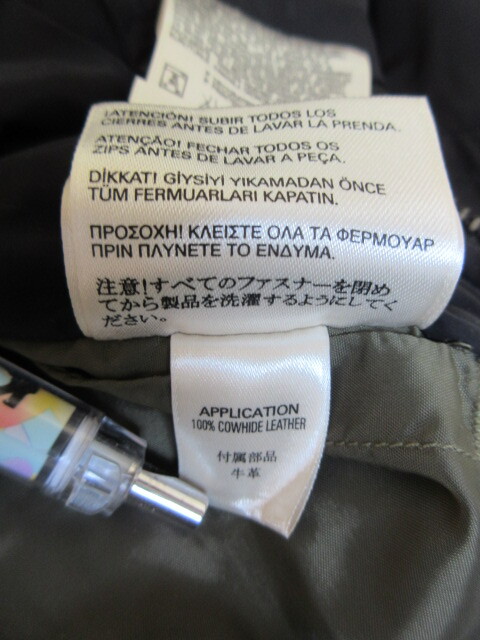 ¡ATENCIÓN! SUBIR TODOS LOS
CIERRES ANTES DE LAVAR LA PRENDA.
ATENÇAO! FECHAR TODOS OS
ZIPS ANTES DE LAVAR A PEÇA.
DİKKAT! GİYSİYİ YIKAMADAN ÖNCE
TÜM FERMUARLARI KAPATIN.
ΠΡΟΣΟΧΗ! ΚΛΕΙΣΤΕ ΟΛΑ ΤΑ ΦΕΡΜΟΥΑΡ
ΠΡΙΝ ΠΛΥΝΕΤΕ ΤΟ ΕΝΔΥΜΑ.
注意!すべてのファスナーを閉め
てから製品を洗濯するようにしてく
ださい。
APPLICATION
100% COWHIDE LEATHER
付属部品
牛革